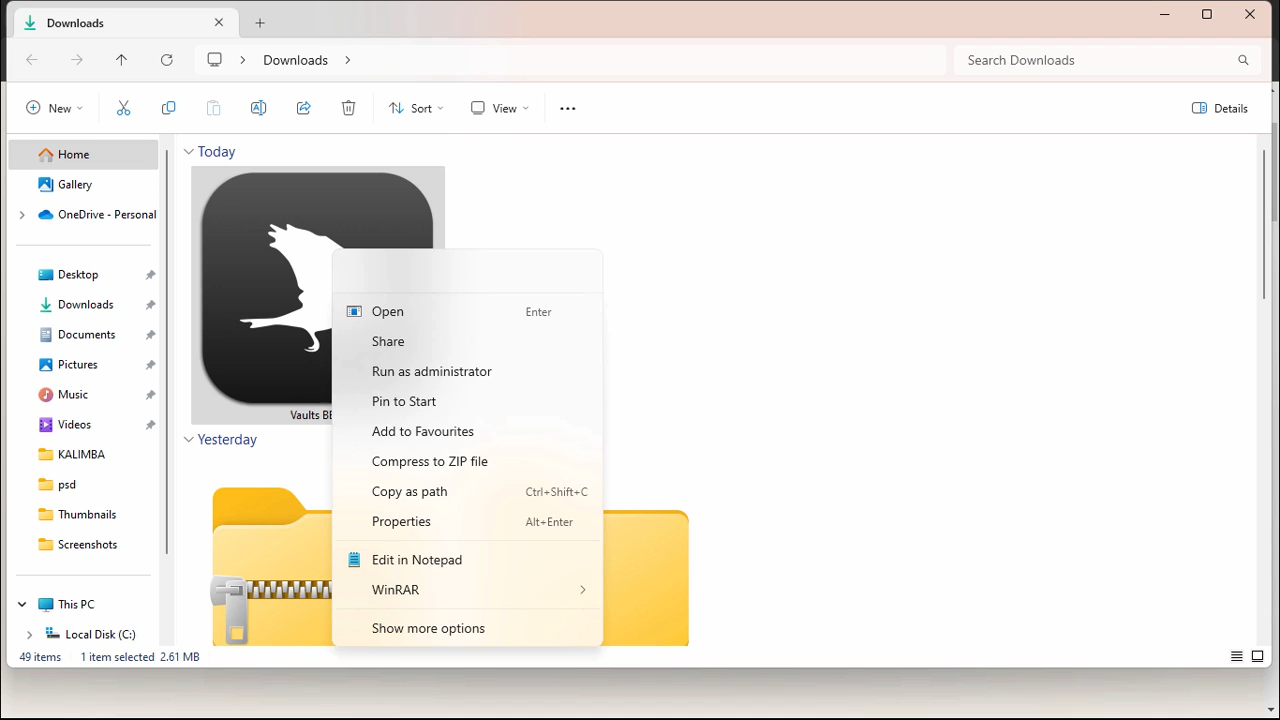 Downloads
Downloads
Search Downloads
New
Sort
View
Details
Home
Gallery
OneDrive - Personal
Desktop
Downloads
Documents
Pictures
Music
Videos
KALIMBA
psd
Thumbnails
Screenshots
This PC
Local Disk (C:)
Today
Vaults
Yesterday
Open Enter
Share
Run as administrator
Pin to Start
Add to Favourites
Compress to ZIP file
Copy as path Ctrl+Shift+C
Properties Alt+Enter
Edit in Notepad
WinRAR
Show more options
49 items 1 item selected 2.61 MB